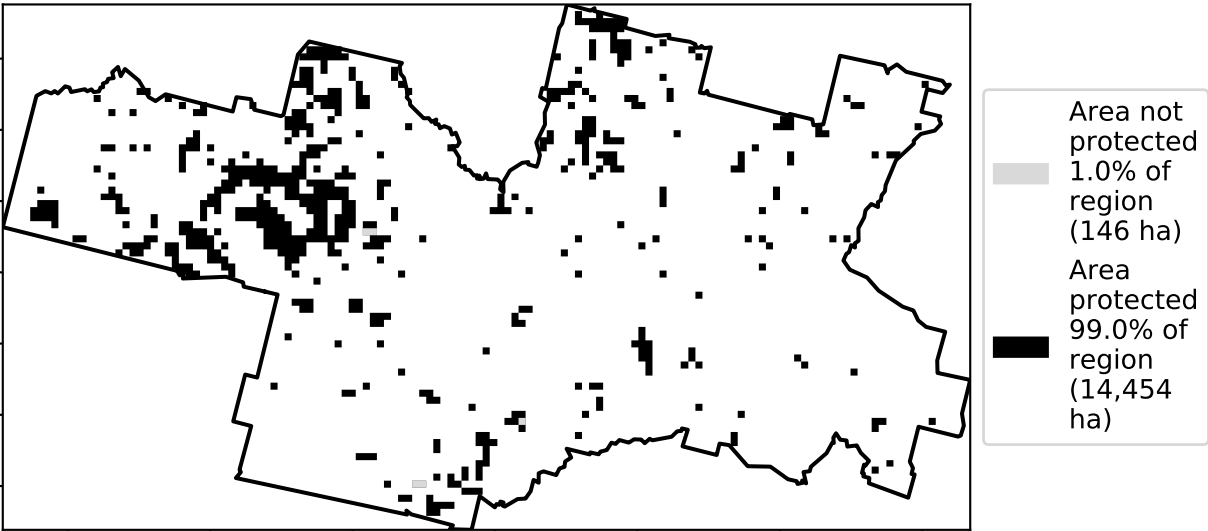 Area not
protected
1.0% of
region
(146 ha)
Area
protected
99.0% of
region
(14,454
ha)